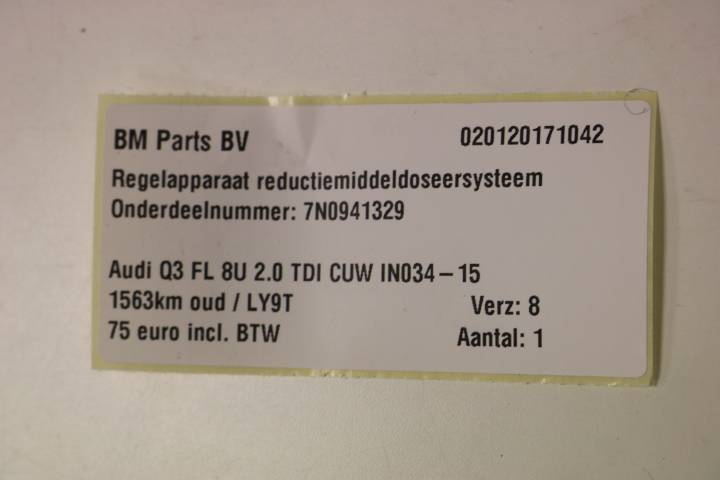 BM Parts BV 020120171042
Regelapparaat reductiemiddeldoseersysteem
Onderdeelnummer: 7N0941329
Audi Q3 FL 8U 2.0 TDI CUW IN034-15
1563km oud / LY9T Verz: 8
75 euro incl. BTW Aantal: 1